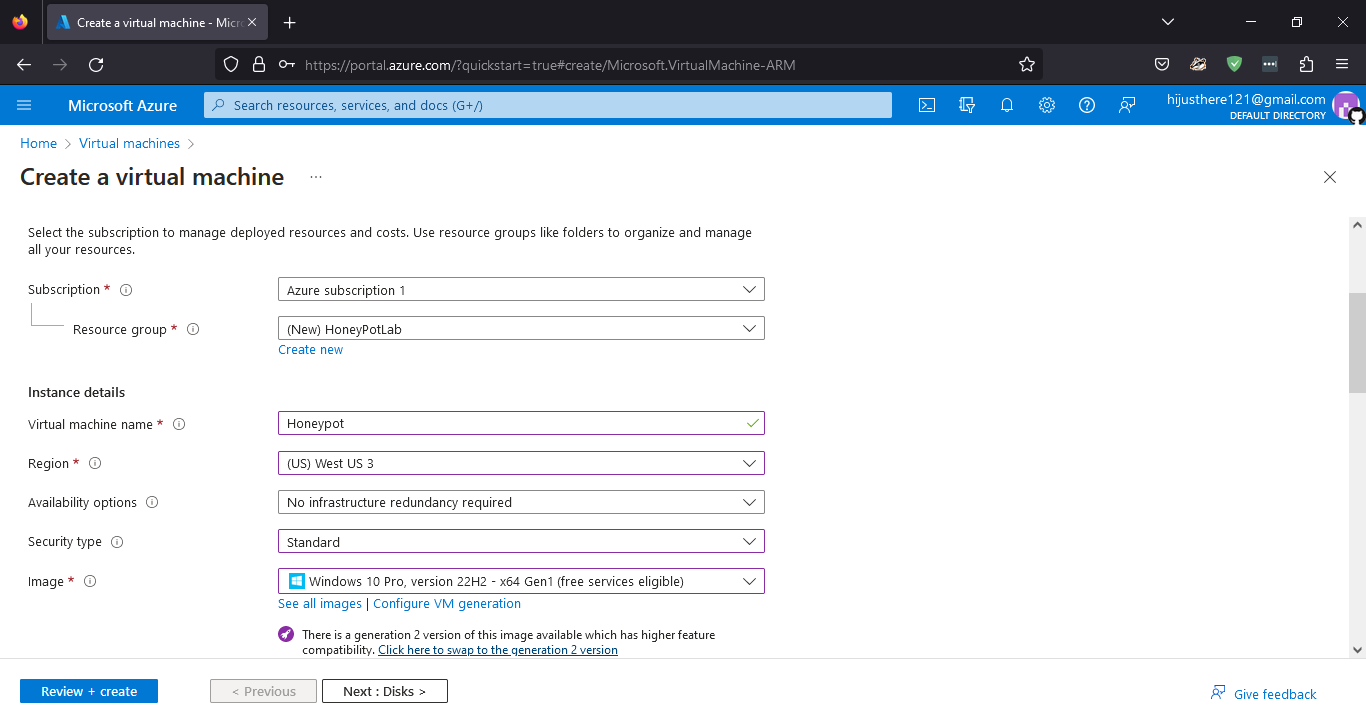 Create a virtual machine - Micr
https://portal.azure.com/?quickstart=true#create/Microsoft.VirtualMachine-ARM
Microsoft Azure
Search resources, services, and docs (G+/)
hijusthere121@gmail.com
DEFAULT DIRECTORY
Home > Virtual machines >
Create a virtual machine ...
Select the subscription to manage deployed resources and costs. Use resource groups like folders to organize and manage
all your resources.
Subscription *
Azure subscription 1
Resource group *
(New) HoneyPotLab
Create new
Instance details
Virtual machine name *
Honeypot
Region *
(US) West US 3
Availability options
No infrastructure redundancy required
Security type
Standard
Image *
Windows 10 Pro, version 22H2 - x64 Gen1 (free services eligible)
See all images | Configure VM generation
There is a generation 2 version of this image available which has higher feature
compatibility. Click here to swap to the generation 2 version
Review + create
< Previous
Next : Disks >
Give feedback